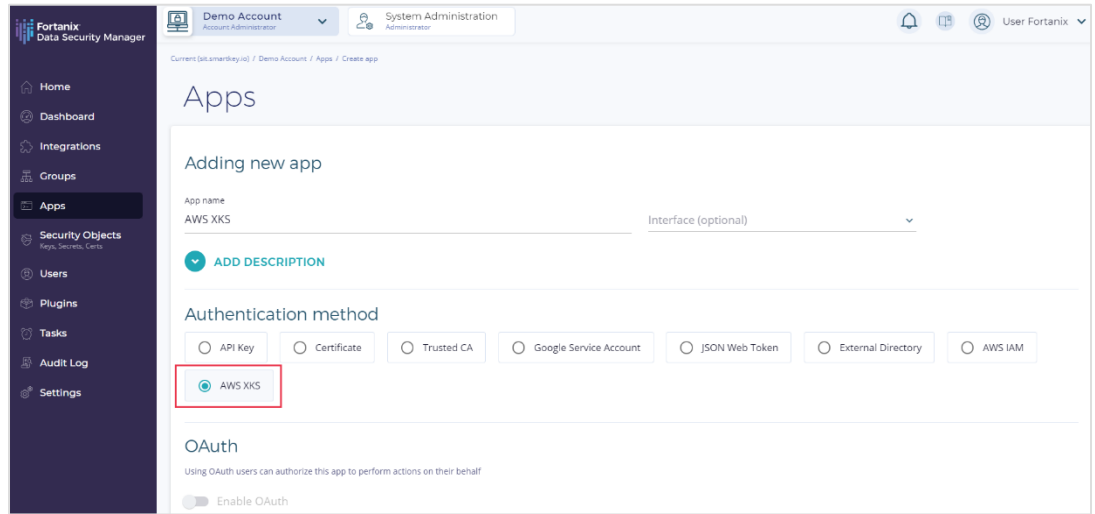 Fortanix
Data Security Manager
Demo Account
Account Administrator
System Administration
Administrator
User Fortanix
Current (sit.smartkey.io) / Demo Account / Apps / Create app
Home
Dashboard
Integrations
Groups
Apps
Security Objects
Keys, Secrets, Certs
Users
Plugins
Tasks
Audit Log
Settings
Apps
Adding new app
App name
AWS XKS
Interface (optional)
ADD DESCRIPTION
Authentication method
API Key
Certificate
Trusted CA
Google Service Account
JSON Web Token
External Directory
AWS IAM
AWS XKS
OAuth
Using OAuth users can authorize this app to perform actions on their behalf
Enable OAuth